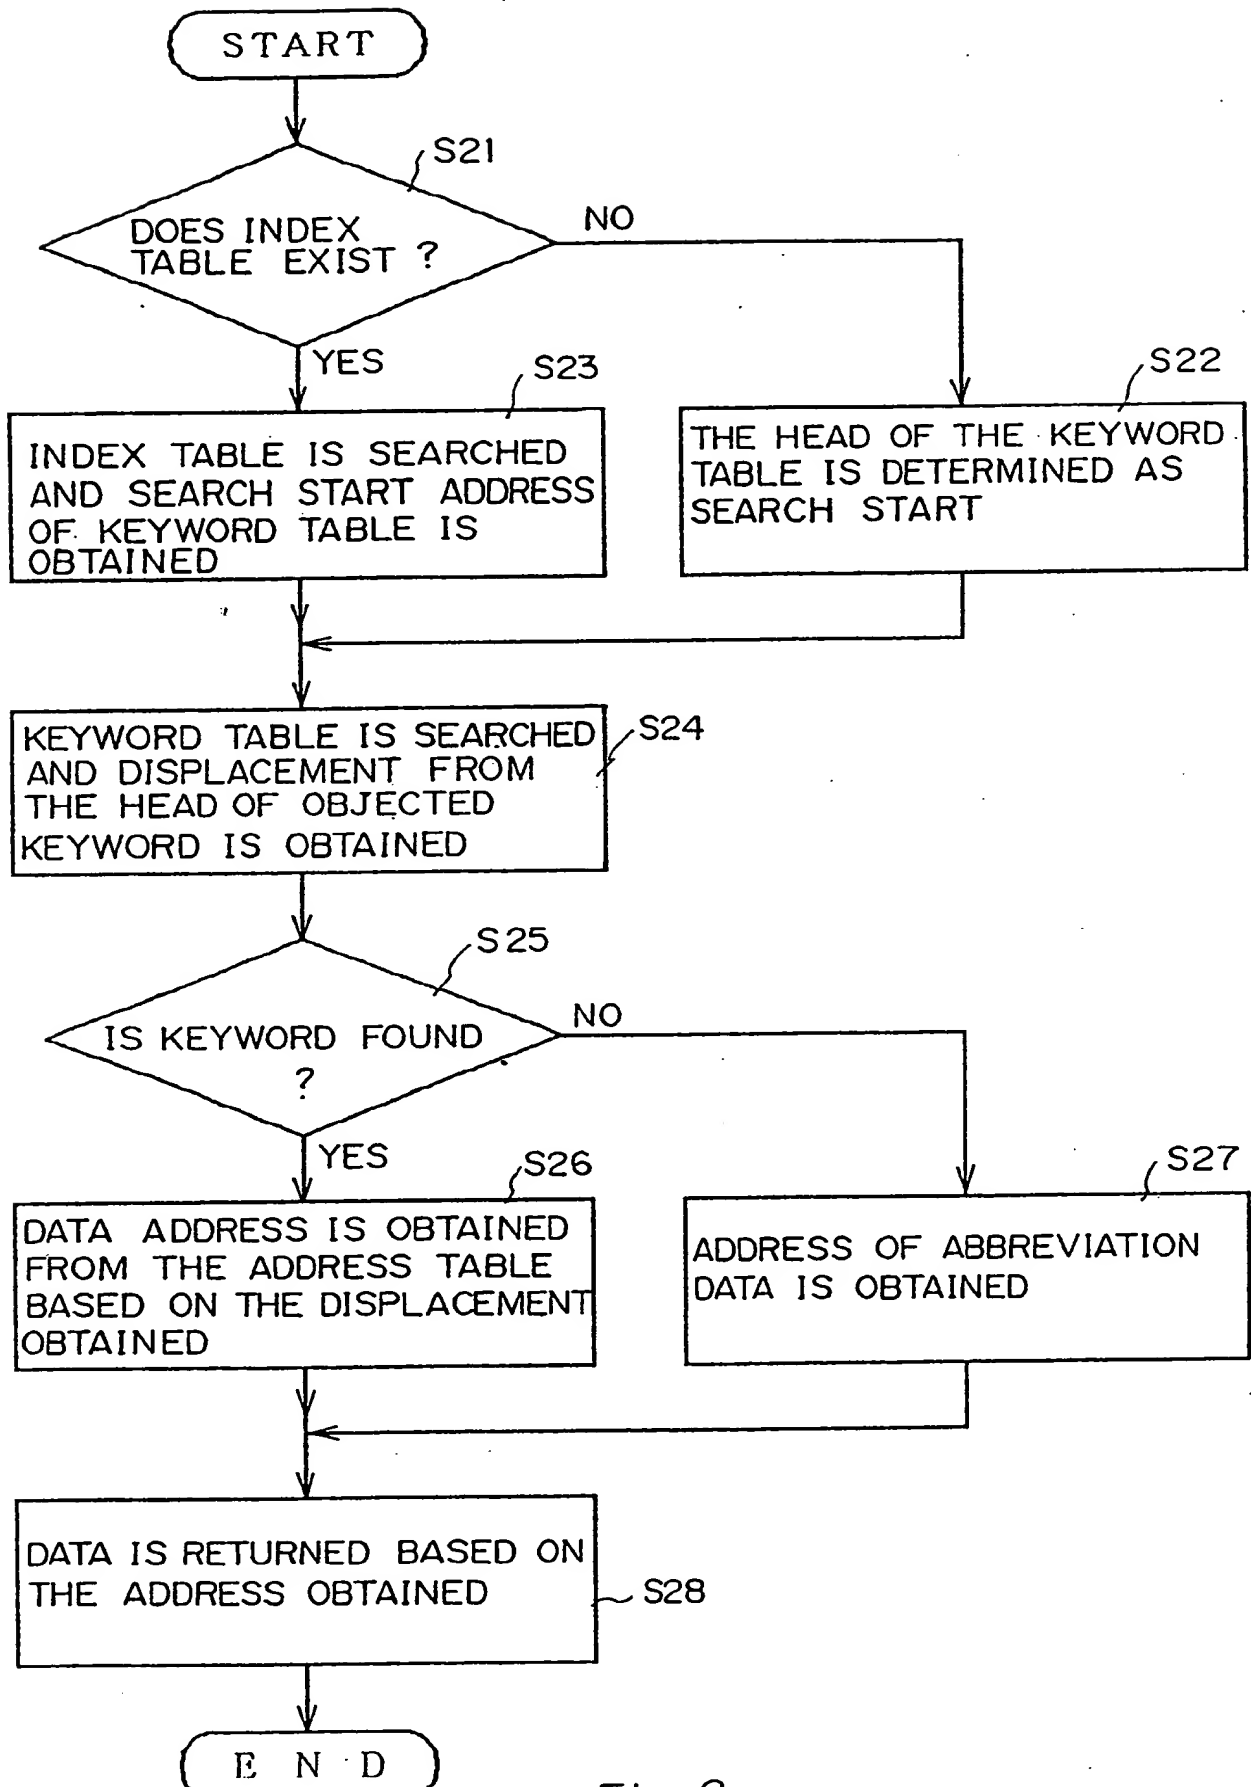 START
S21
DOES INDEX
TABLE EXIST ?
NO
YES
S23
S22
INDEX TABLE IS SEARCHED
AND SEARCH START ADDRESS
OF KEYWORD TABLE IS
OBTAINED
THE HEAD OF THE KEYWORD
TABLE IS DETERMINED AS
SEARCH START
KEYWORD TABLE IS SEARCHED
AND DISPLACEMENT FROM
THE HEAD OF OBJECTED
KEYWORD IS OBTAINED
S24
S25
IS KEYWORD FOUND
?
NO
YES
S26
S27
DATA ADDRESS IS OBTAINED
FROM THE ADDRESS TABLE
BASED ON THE DISPLACEMENT
OBTAINED
ADDRESS OF ABBREVIATION
DATA IS OBTAINED
DATA IS RETURNED BASED ON
THE ADDRESS OBTAINED
S28
END